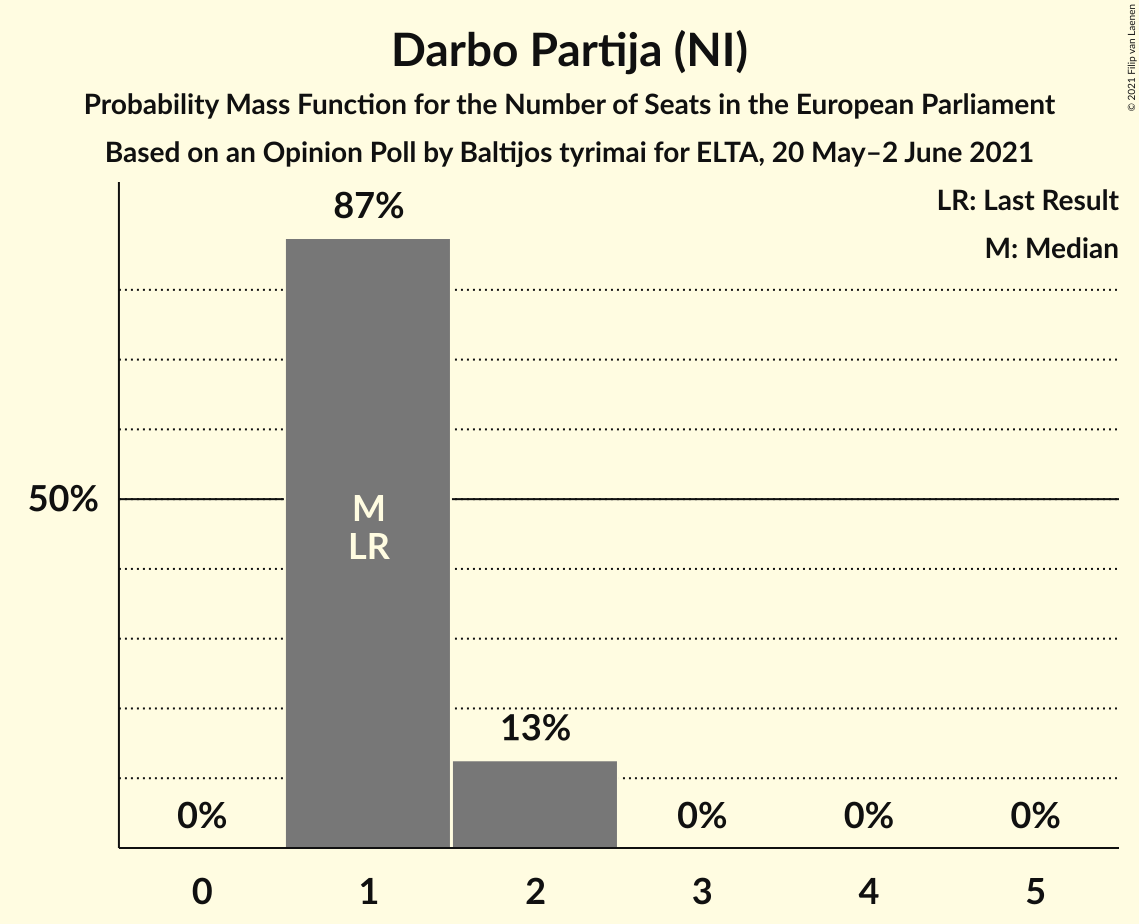 Darbo Partija (NI)
Probability Mass Function for the Number of Seats in the European Parliament
Based on an Opinion Poll by Baltijos tyrimai for ELTA, 20 May–2 June 2021
© 2021 Filip van Laenen
LR: Last Result
M: Median
87%
50%
M
LR
13%
0%
0%
0%
0%
0
1
2
3
4
5